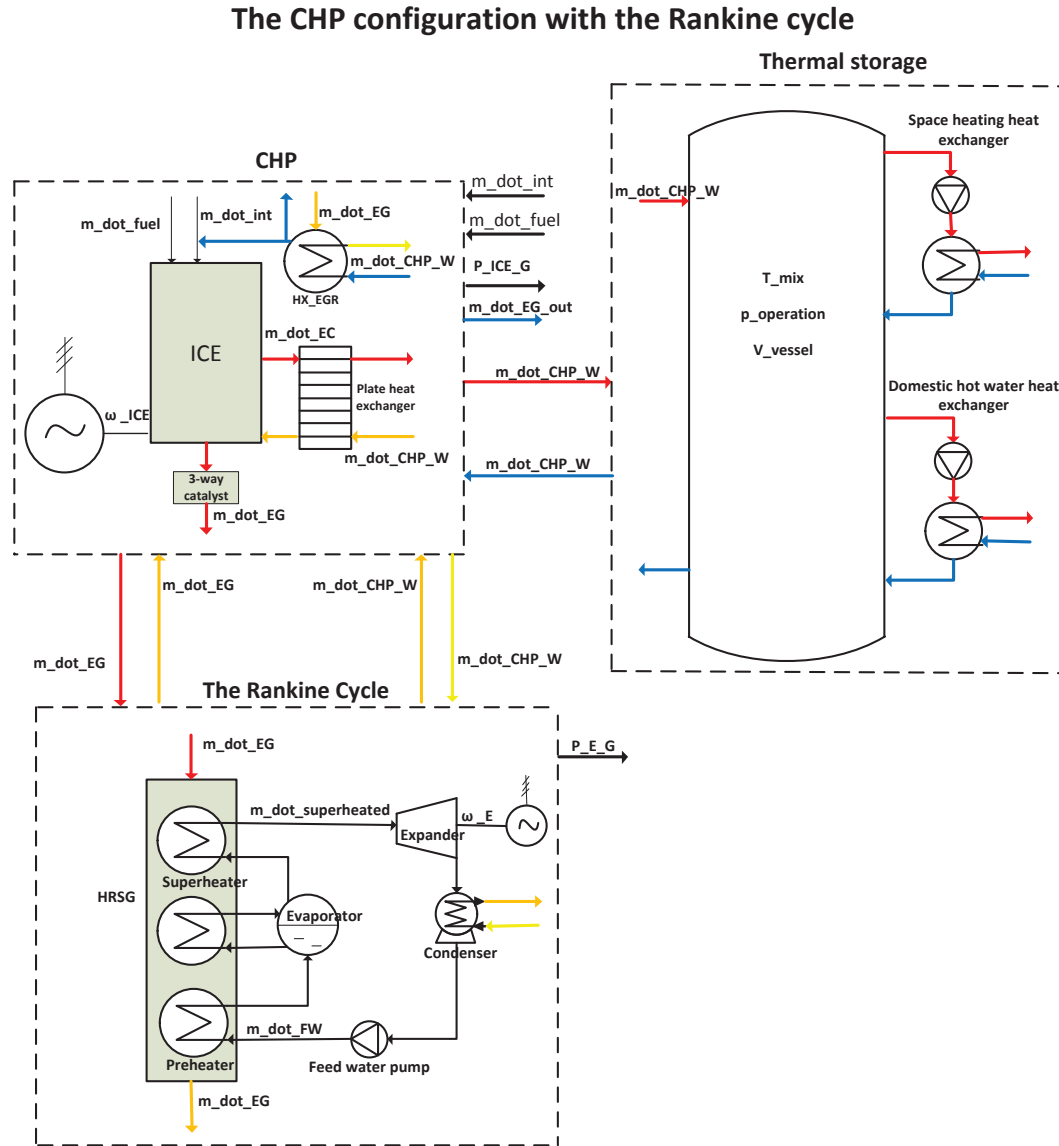 The CHP configuration with the Rankine cycle
Thermal storage
Space heating heat
exchanger
CHP
m_dot_int
m_dot_fuel
m_dot_int
m_dot_fuel
m_dot_EG
m_dot_CHP_W
HX_EGR
P_ICE_G
m_dot_EG_out
m_dot_CHP_W
T_mix
p_operation
V_vessel
ICE
m_dot_EC
Plate heat
exchanger
m_dot_CHP_W
m_dot_CHP_W
ω_ICE
3-way
catalyst
m_dot_EG
m_dot_CHP_W
Domestic hot water heat
exchanger
m_dot_EG
m_dot_EG
m_dot_CHP_W
m_dot_CHP_W
The Rankine Cycle
m_dot_EG
P_E_G
m_dot_superheated
ω_E
Expander
Superheater
HRSG
Evaporator
Condenser
m_dot_FW
Preheater
Feed water pump
m_dot_EG